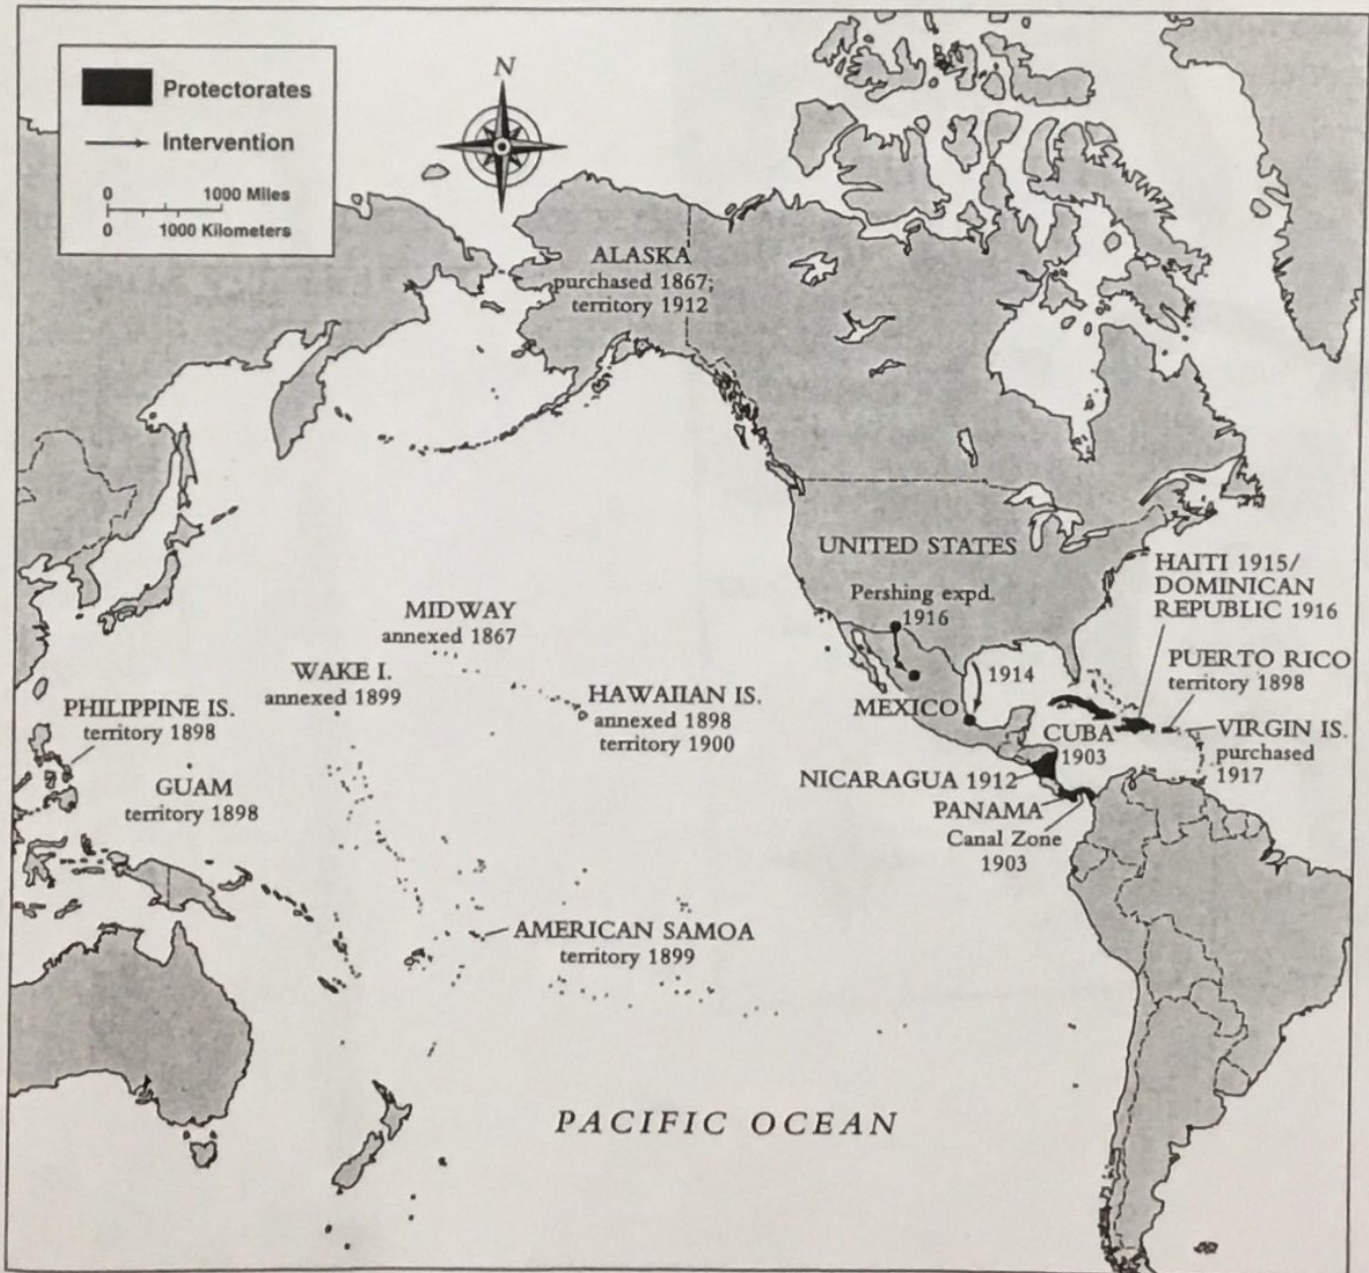 Protectorates
Intervention
0 1000 Miles
0 1000 Kilometers
N
ALASKA
purchased 1867;
territory 1912
UNITED STATES
Pershing expd.
1916
HAITI 1915/
DOMINICAN
REPUBLIC 1916
MIDWAY
annexed 1867
WAKE I.
annexed 1899
HAWAIIAN IS.
annexed 1898
territory 1900
PHILIPPINE IS.
territory 1898
GUAM
territory 1898
1914
MEXICO
PUERTO RICO
territory 1898
CUBA
1903
VIRGIN IS.
purchased
1917
NICARAGUA 1912
PANAMA
Canal Zone
1903
AMERICAN SAMOA
territory 1899
PACIFIC OCEAN